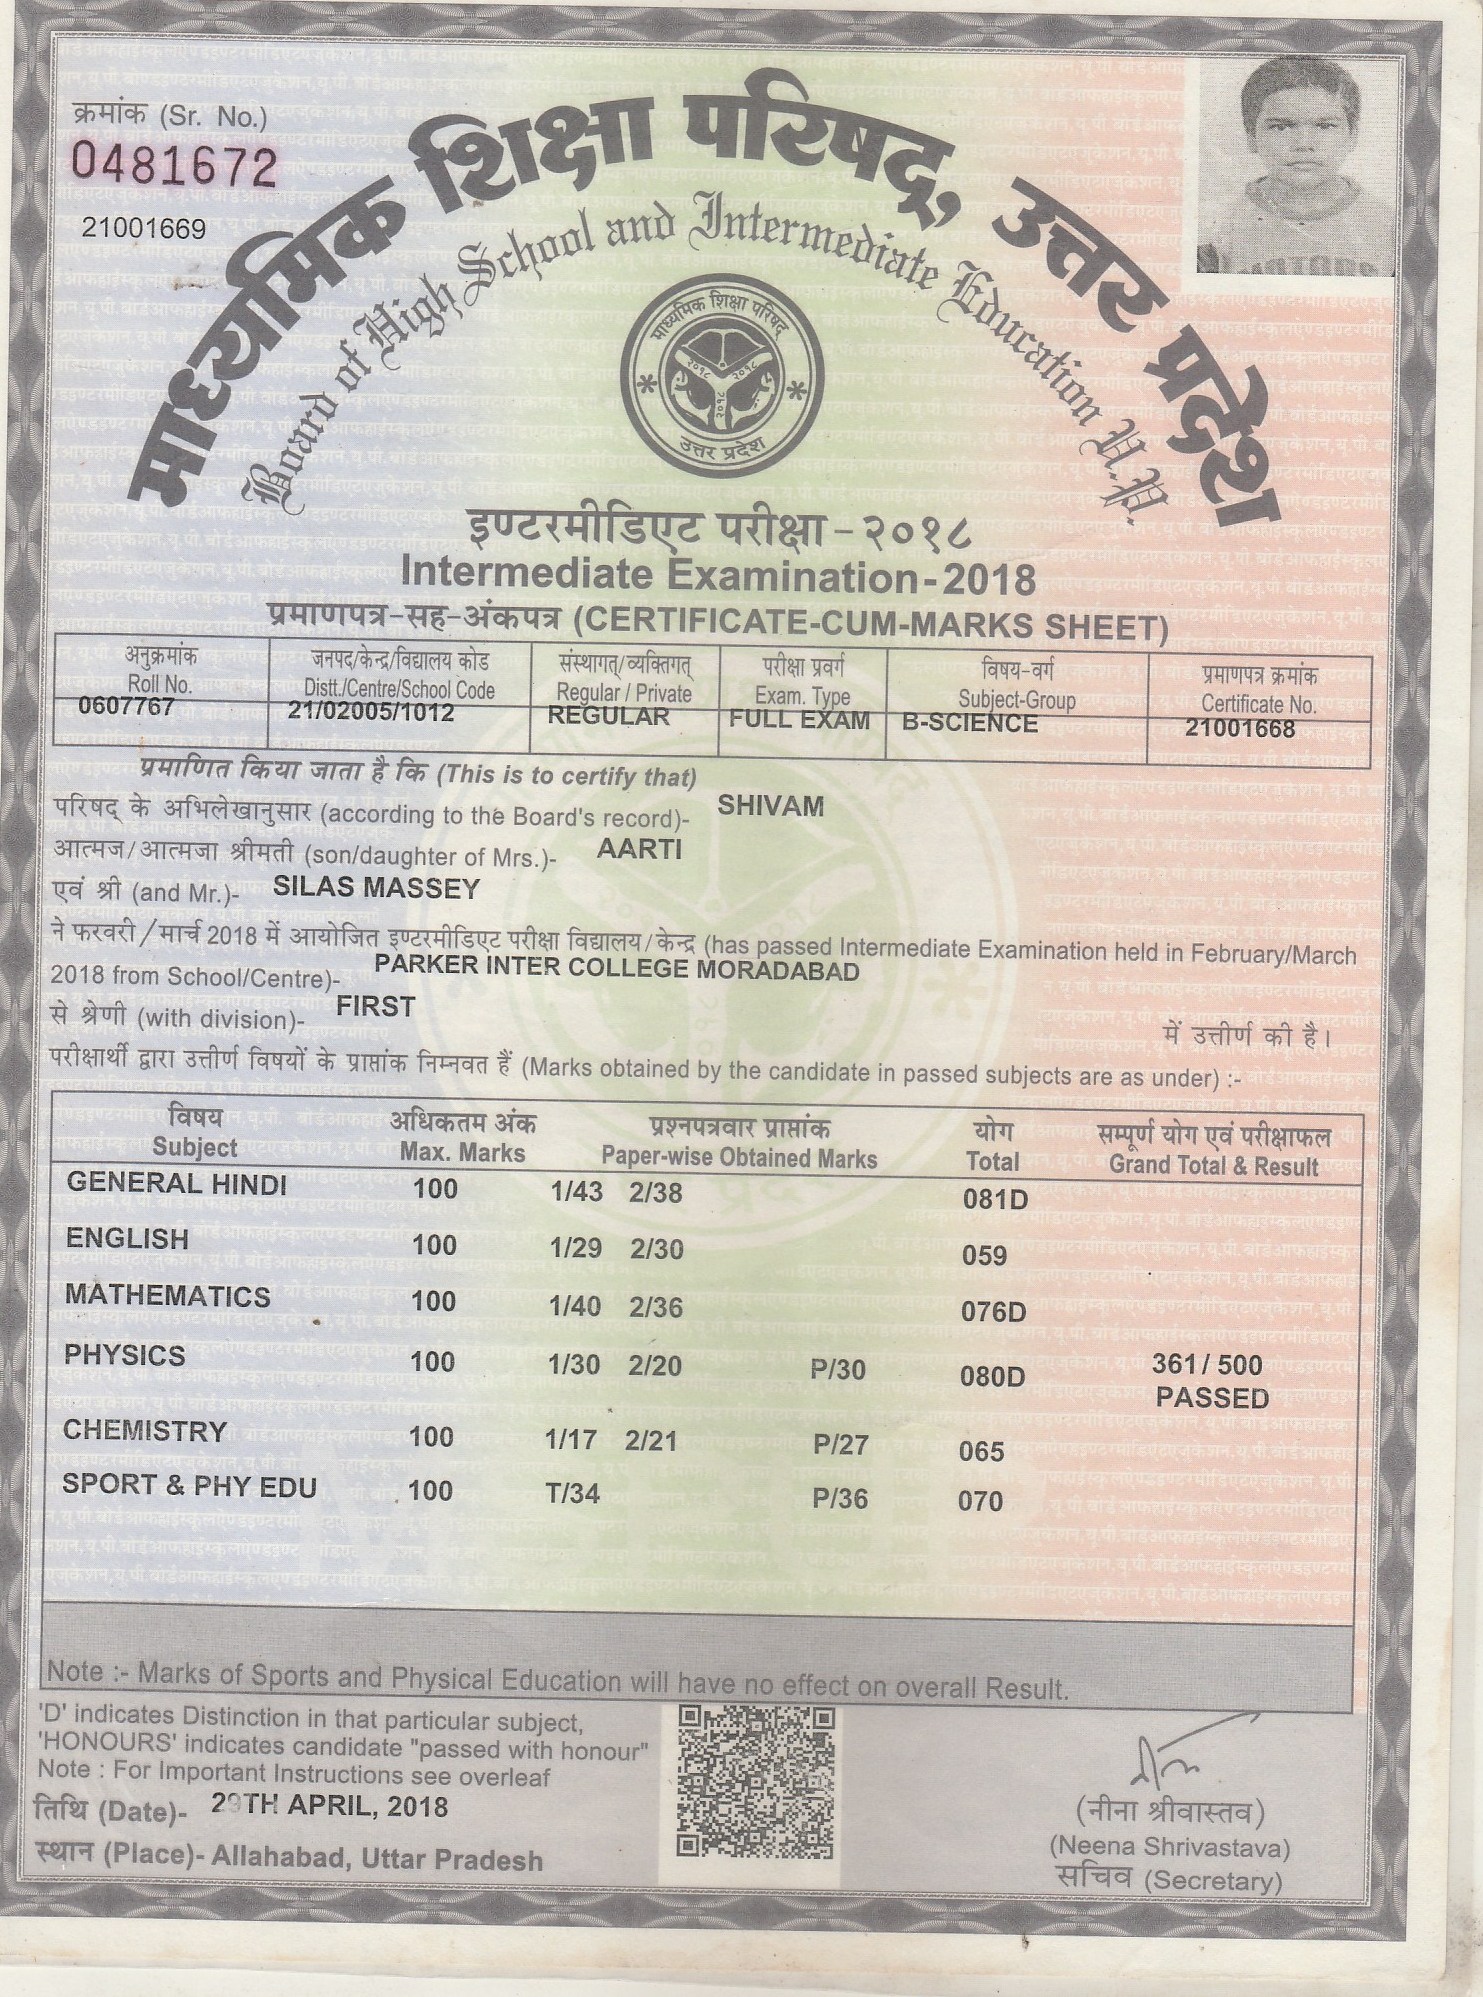 क्रमांक (Sr. No.)
0481672
21001669
माध्यमिक शिक्षा परिषद्, उत्तर प्रदेश
Board of High School and Intermediate Education U.P.
माध्यमिक शिक्षा परिषद्
२०१८ २०१८
२०१८
उत्तर प्रदेश
इण्टरमीडिएट परीक्षा - २०१८
Intermediate Examination - 2018
प्रमाणपत्र-सह-अंकपत्र (CERTIFICATE-CUM-MARKS SHEET)
अनुक्रमांक जनपद/केन्द्र/विद्यालय कोड संस्थागत्/व्यक्तिगत् परीक्षा प्रवर्ग विषय-वर्ग प्रमाणपत्र क्रमांक
Roll No. Distt./Centre/School Code Regular / Private Exam. Type Subject-Group Certificate No.
0607767 21/02005/1012 REGULAR FULL EXAM B-SCIENCE 21001668
प्रमाणित किया जाता है कि (This is to certify that)
परिषद् के अभिलेखानुसार (according to the Board's record)- SHIVAM
आत्मज/आत्मजा श्रीमती (son/daughter of Mrs.)- AARTI
एवं श्री (and Mr.)- SILAS MASSEY
ने फरवरी/मार्च 2018 में आयोजित इण्टरमीडिएट परीक्षा विद्यालय/केन्द्र (has passed Intermediate Examination held in February/March
2018 from School/Centre)- PARKER INTER COLLEGE MORADABAD
से श्रेणी (with division)- FIRST में उत्तीर्ण की है।
परीक्षार्थी द्वारा उत्तीर्ण विषयों के प्राप्तांक निम्नवत हैं (Marks obtained by the candidate in passed subjects are as under) :-
विषय अधिकतम अंक प्रश्नपत्रवार प्राप्तांक योग सम्पूर्ण योग एवं परीक्षाफल
Subject Max. Marks Paper-wise Obtained Marks Total Grand Total & Result
GENERAL HINDI 100 1/43 2/38 081D
ENGLISH 100 1/29 2/30 059
MATHEMATICS 100 1/40 2/36 076D
PHYSICS 100 1/30 2/20 P/30 080D 361/ 500
PASSED
CHEMISTRY 100 1/17 2/21 P/27 065
SPORT & PHY EDU 100 T/34 P/36 070
Note :- Marks of Sports and Physical Education will have no effect on overall Result.
'D' indicates Distinction in that particular subject,
'HONOURS' indicates candidate "passed with honour"
Note : For Important Instructions see overleaf
तिथि (Date)- 29TH APRIL, 2018
स्थान (Place)- Allahabad, Uttar Pradesh
(नीना श्रीवास्तव)
(Neena Shrivastava)
सचिव (Secretary)